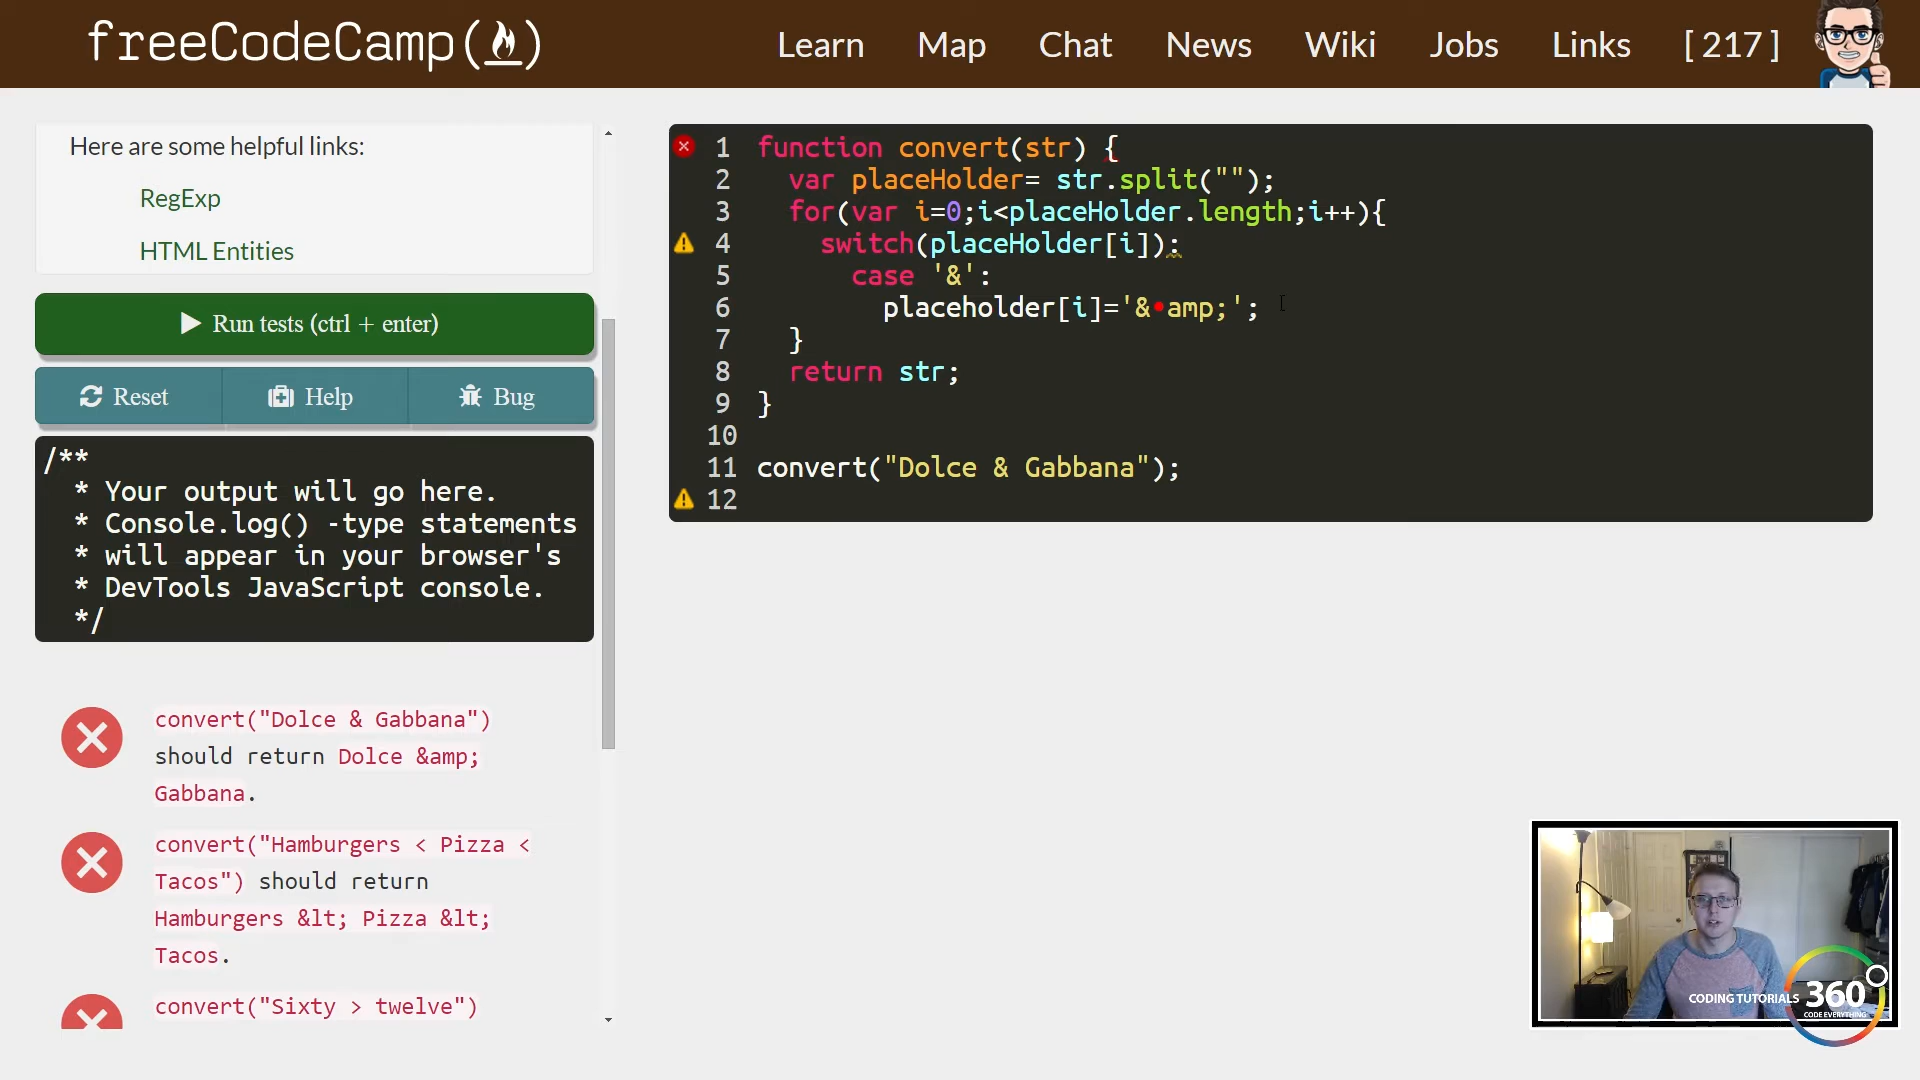 freeCodeCamp(🔥)
Learn Map Chat News Wiki Jobs Links [ 217 ]
Here are some helpful links:
RegExp
HTML Entities
Run tests (ctrl + enter)
Reset Help Bug
/**
* Your output will go here.
* Console.log() -type statements
* will appear in your browser's
* DevTools JavaScript console.
*/
convert("Dolce & Gabbana")
should return Dolce &amp;
Gabbana.
convert("Hamburgers < Pizza <
Tacos") should return
Hamburgers &lt; Pizza &lt;
Tacos.
convert("Sixty > twelve")
1 function convert(str) {
2 var placeHolder= str.split("");
3 for(var i=0;i<placeHolder.length;i++){
4 switch(placeHolder[i]):
5 case '&':
6 placeholder[i]='&•amp;';
7 }
8 return str;
9 }
10
11 convert("Dolce & Gabbana");
12
CODING TUTORIALS 360
CODE EVERYTHING